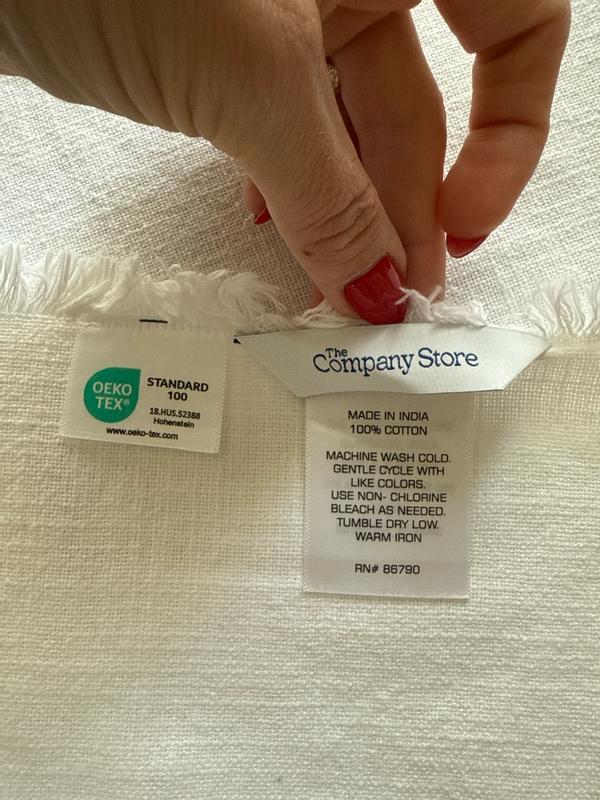 OEKO
TEX®
STANDARD
100
18.HUS.52388
Hohenstein
www.oeko-tex.com
The
Company Store
MADE IN INDIA
100% COTTON
MACHINE WASH COLD.
GENTLE CYCLE WITH
LIKE COLORS.
USE NON- CHLORINE
BLEACH AS NEEDED.
TUMBLE DRY LOW.
WARM IRON
RN# 86790